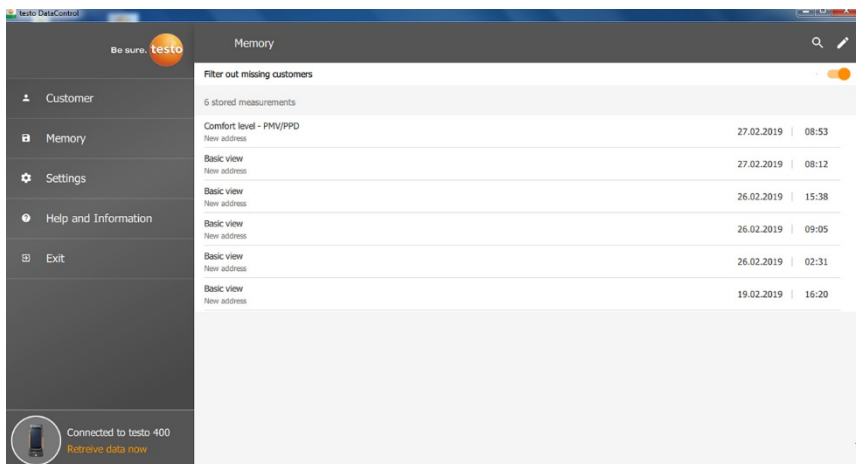 testo DataControl
Be sure. testo
Customer
Memory
Settings
Help and Information
Exit
Connected to testo 400
Retreive data now
Memory
Filter out missing customers
6 stored measurements
Comfort level - PMV/PPD
New address
27.02.2019 | 08:53
Basic view
New address
27.02.2019 | 08:12
Basic view
New address
26.02.2019 | 15:38
Basic view
New address
26.02.2019 | 09:05
Basic view
New address
26.02.2019 | 02:31
Basic view
New address
19.02.2019 | 16:20